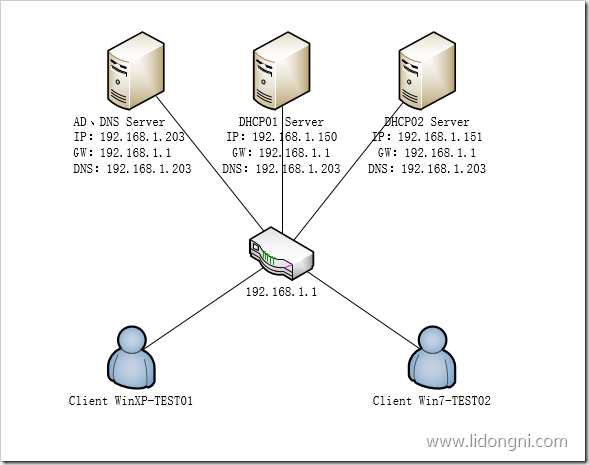 AD、DNS Server
IP：192.168.1.203
GW：192.168.1.1
DNS：192.168.1.203
DHCP01 Server
IP：192.168.1.150
GW：192.168.1.1
DNS：192.168.1.203
DHCP02 Server
IP：192.168.1.151
GW：192.168.1.1
DNS：192.168.1.203
192.168.1.1
Client WinXP-TEST01
Client Win7-TEST02
www.lidongni.com